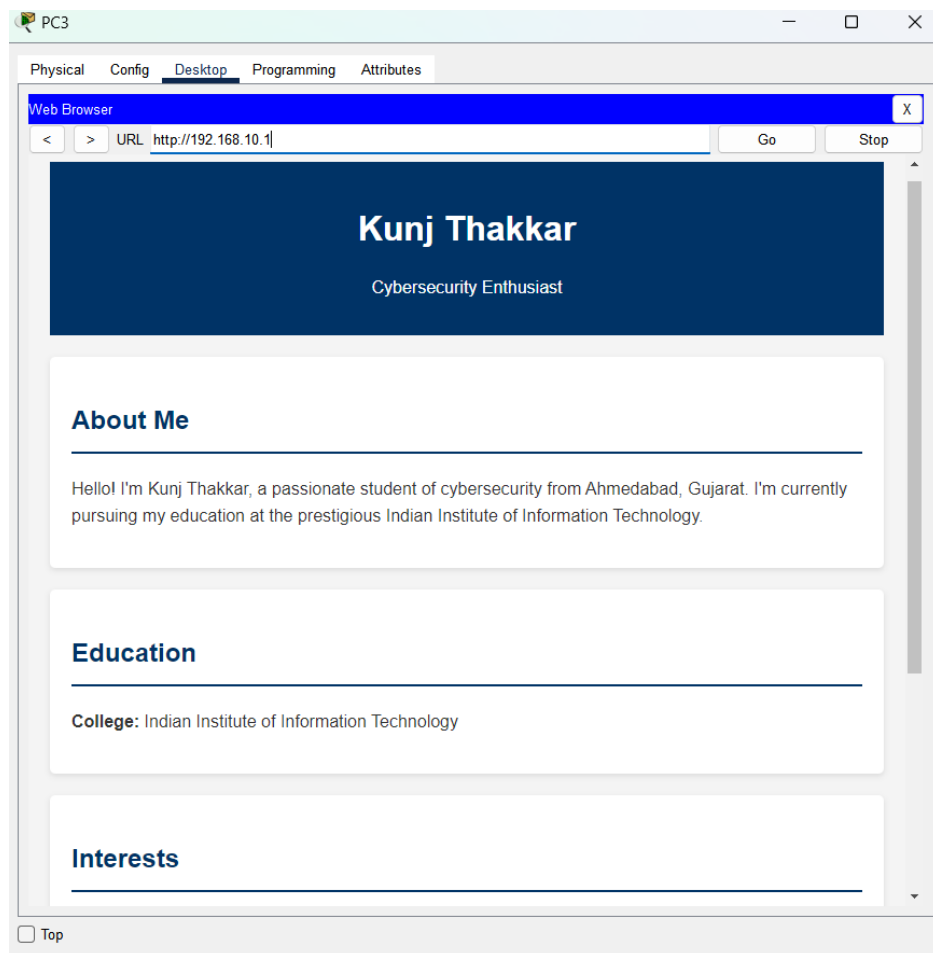 PC3
Physical Config Desktop Programming Attributes
Web Browser X
< > URL http://192.168.10.1 Go Stop
Kunj Thakkar
Cybersecurity Enthusiast
About Me
Hello! I'm Kunj Thakkar, a passionate student of cybersecurity from Ahmedabad, Gujarat. I'm currently
pursuing my education at the prestigious Indian Institute of Information Technology.
Education
College: Indian Institute of Information Technology
Interests
Top